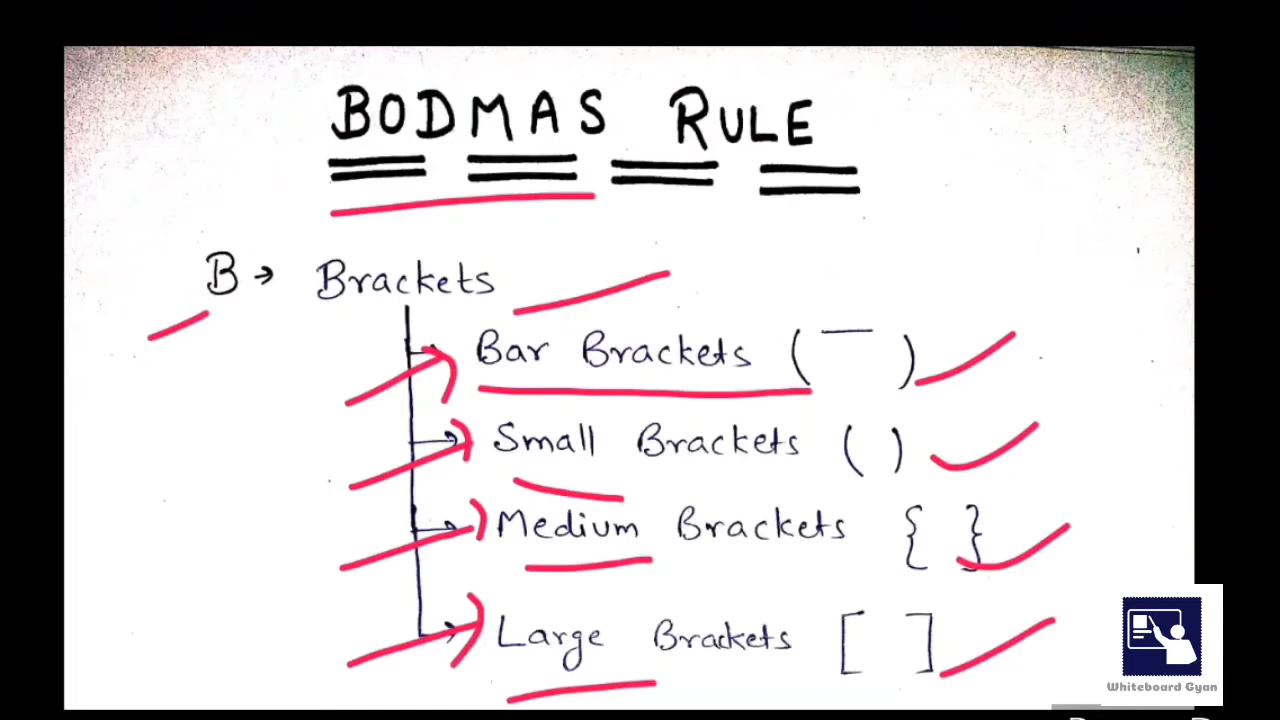 BODMAS RULE
B → Brackets
Bar Brackets ( ‾ )
Small Brackets ( )
Medium Brackets { }
Large Brackets [ ]
Whiteboard Gyan